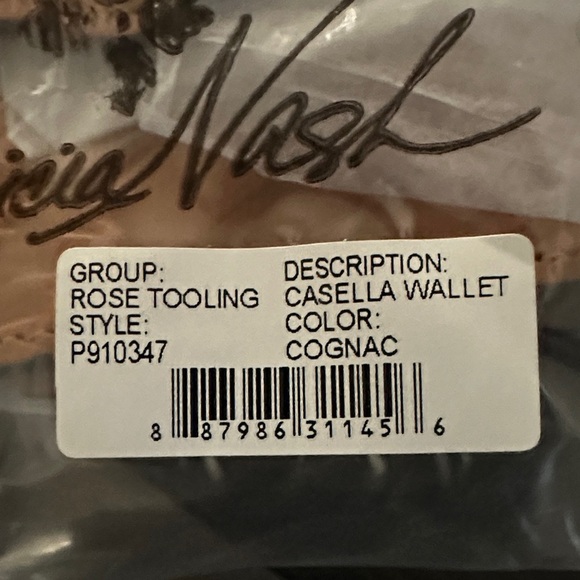 icia Nash
GROUP:
ROSE TOOLING
STYLE:
P910347
DESCRIPTION:
CASELLA WALLET
COLOR:
COGNAC
8 87986 31145 6